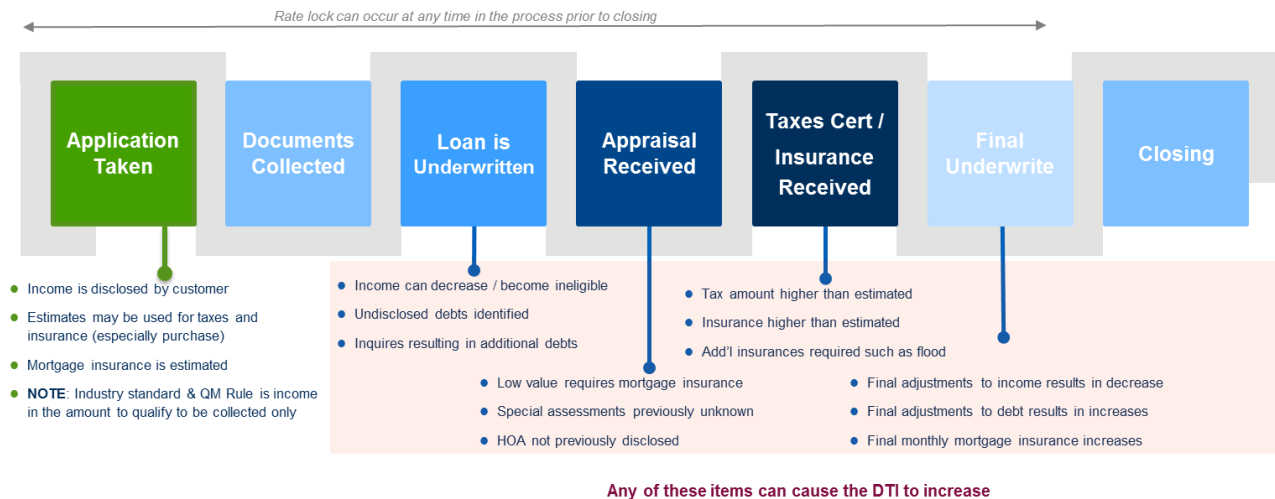 Rate lock can occur at any time in the process prior to closing
Application
Taken
Documents
Collected
Loan is
Underwritten
Appraisal
Received
Taxes Cert /
Insurance
Received
Final
Underwrite
Closing
Income is disclosed by customer
Estimates may be used for taxes and
insurance (especially purchase)
Mortgage insurance is estimated
NOTE: Industry standard & QM Rule is income
in the amount to qualify to be collected only
Income can decrease / become ineligible
Undisclosed debts identified
Inquires resulting in additional debts
Low value requires mortgage insurance
Special assessments previously unknown
HOA not previously disclosed
Tax amount higher than estimated
Insurance higher than estimated
Add'l insurances required such as flood
Final adjustments to income results in decrease
Final adjustments to debt results in increases
Final monthly mortgage insurance increases
Any of these items can cause the DTI to increase